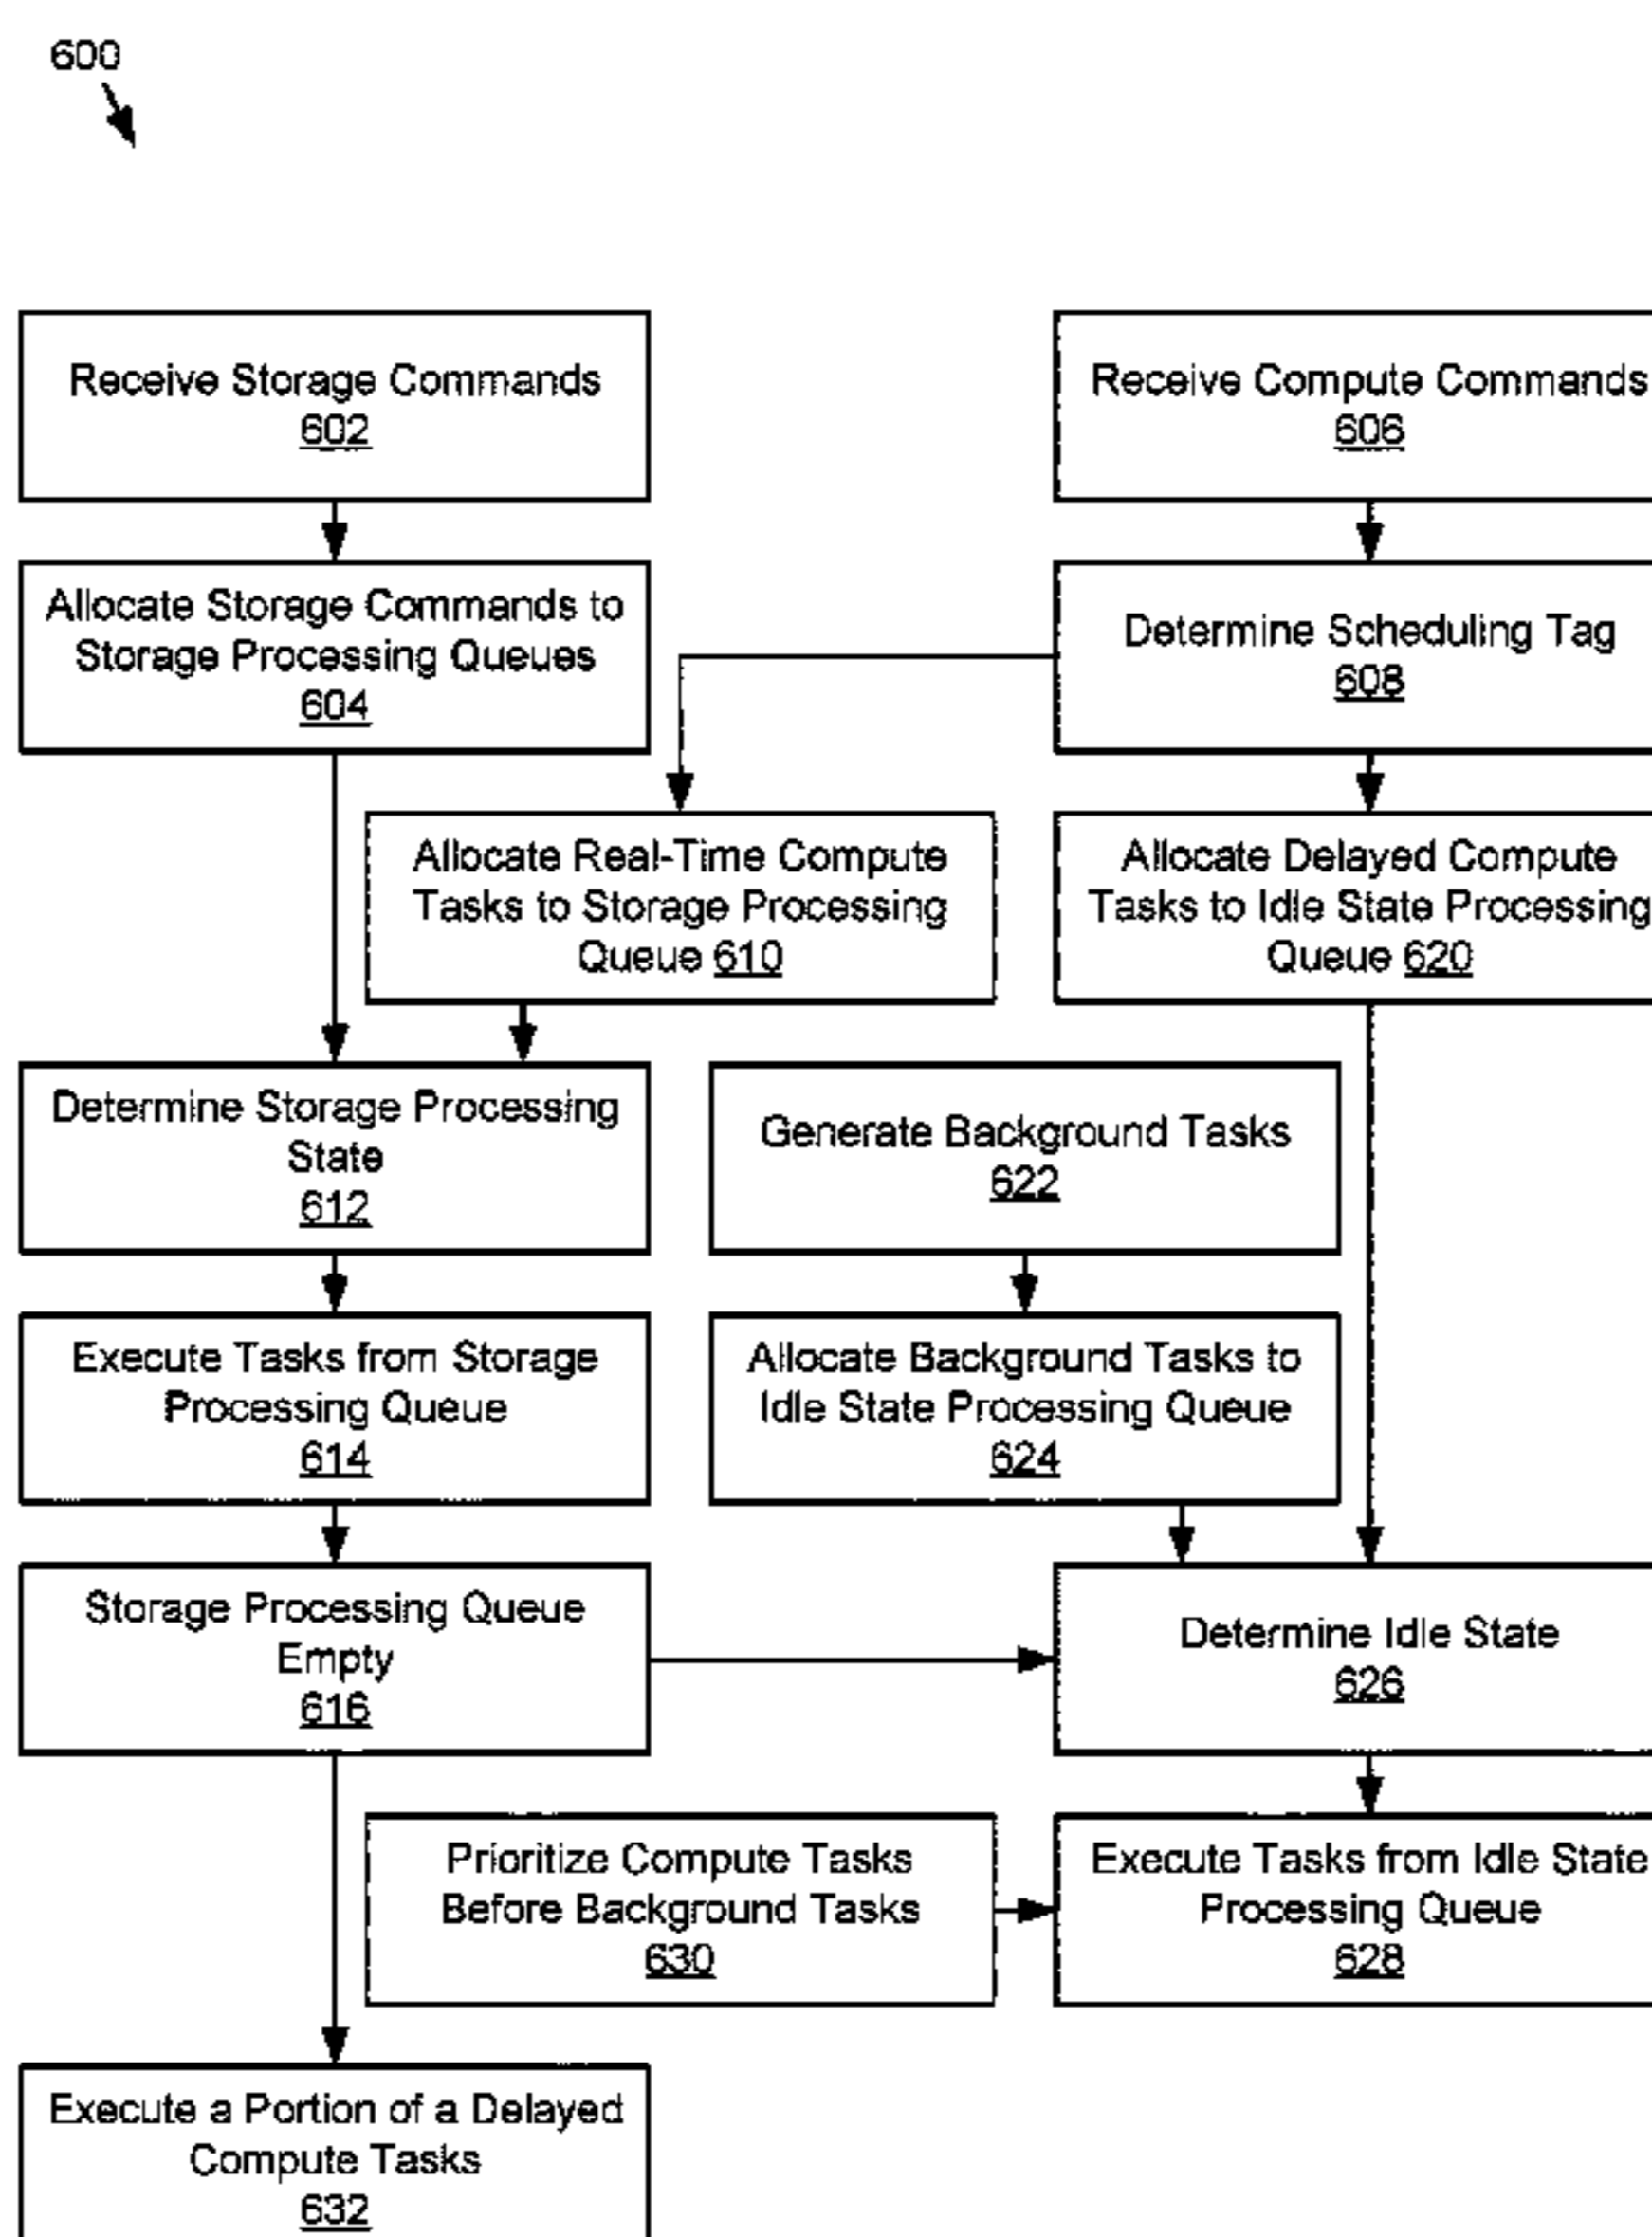 600
Receive Storage Commands
602
Receive Compute Commands
606
Allocate Storage Commands to
Storage Processing Queues
604
Determine Scheduling Tag
608
Allocate Real-Time Compute
Tasks to Storage Processing
Queue 610
Allocate Delayed Compute
Tasks to Idle State Processing
Queue 620
Determine Storage Processing
State
612
Generate Background Tasks
622
Execute Tasks from Storage
Processing Queue
614
Allocate Background Tasks to
Idle State Processing Queue
624
Storage Processing Queue
Empty
616
Determine Idle State
626
Prioritize Compute Tasks
Before Background Tasks
630
Execute Tasks from Idle State
Processing Queue
628
Execute a Portion of a Delayed
Compute Tasks
632